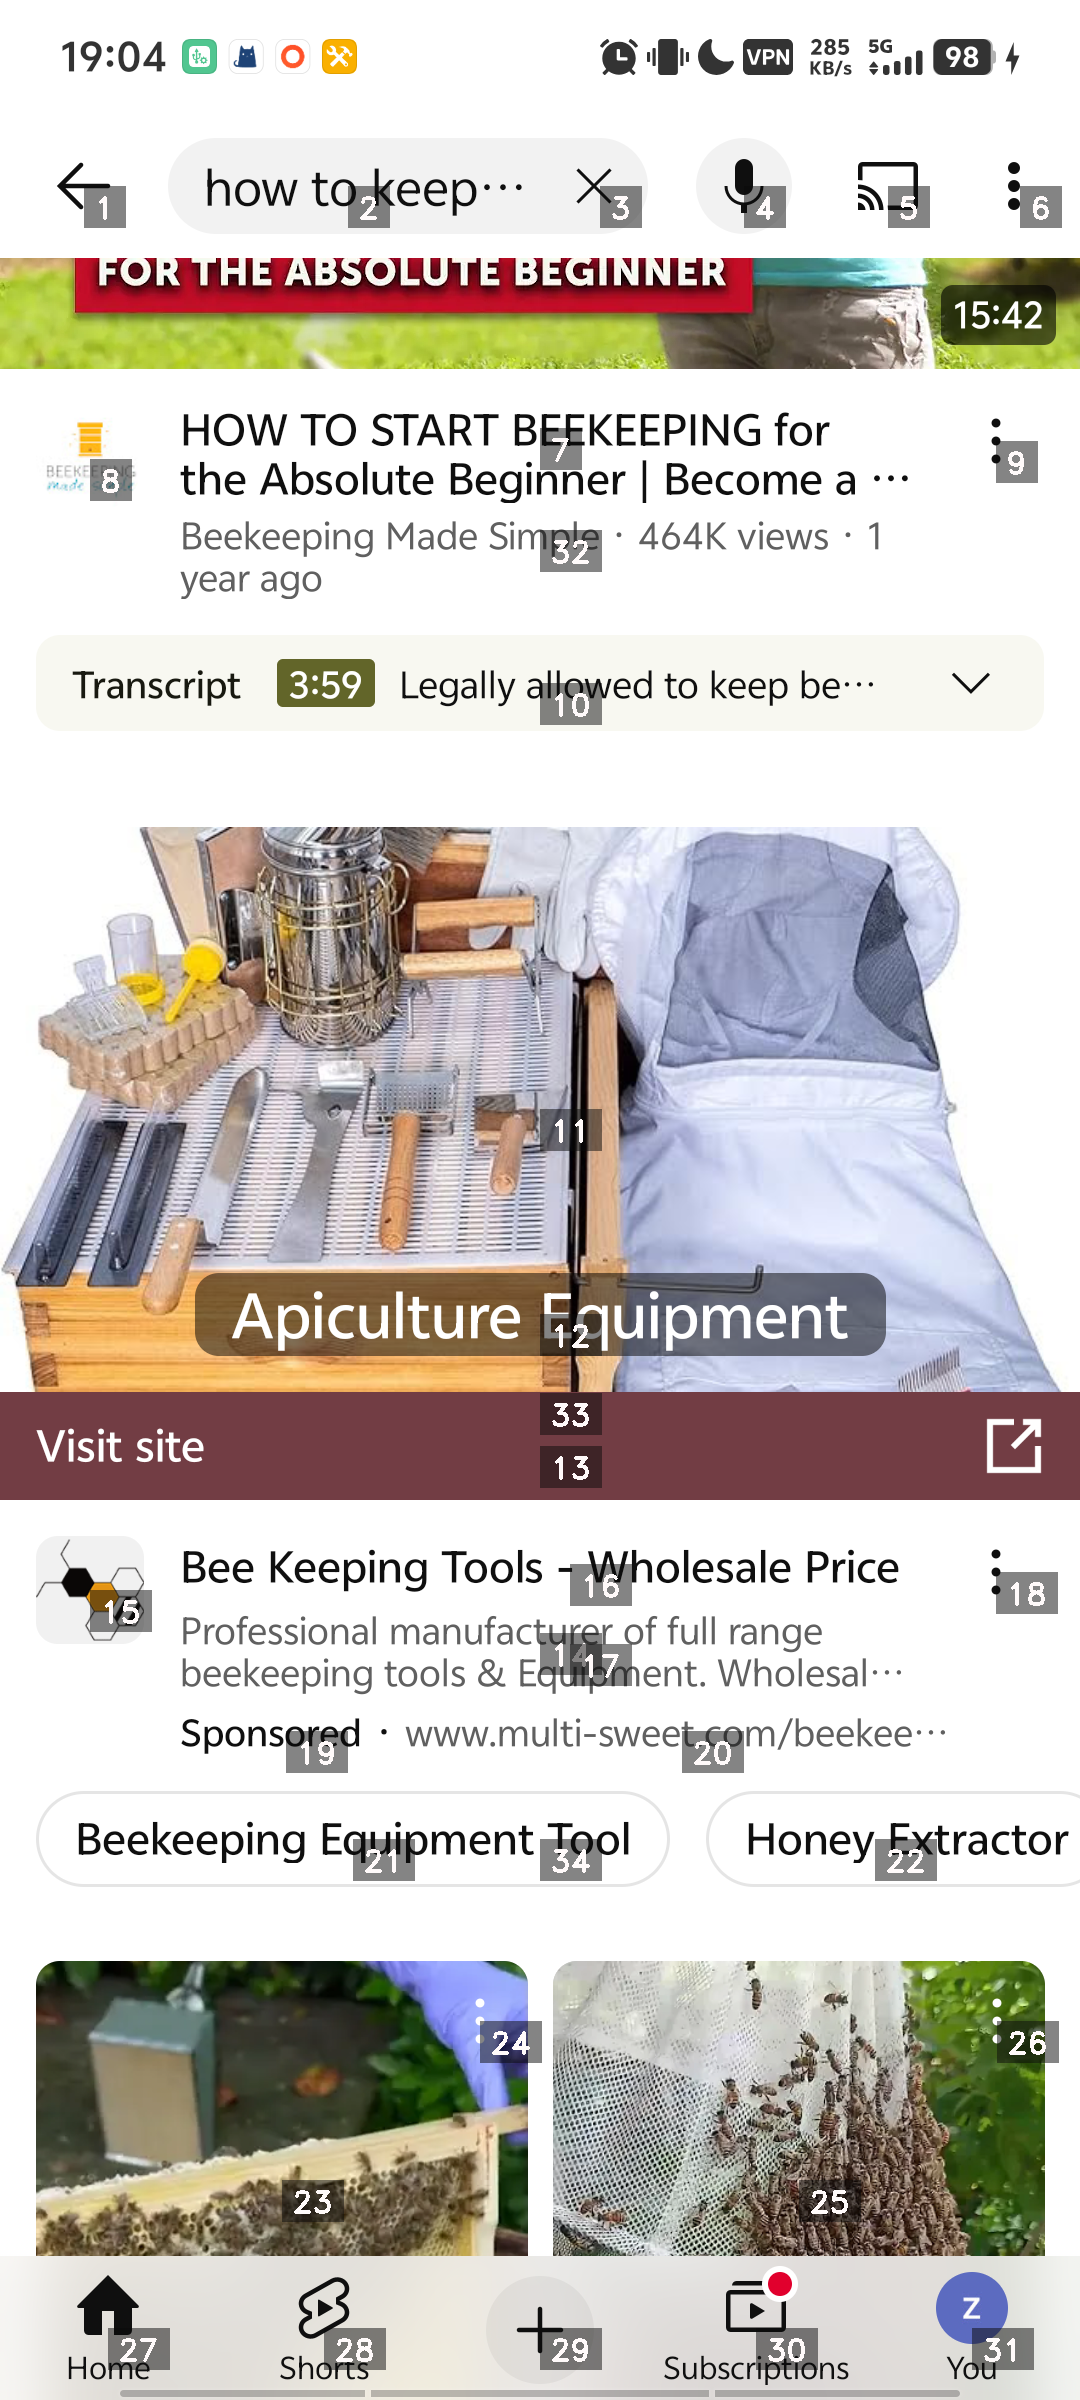 19:04
VPN
285 KB/s
5G
98
how to keep…
FOR THE ABSOLUTE BEGINNER
15:42
HOW TO START BEEKEEPING for
the Absolute Beginner | Become a …
Beekeeping Made Simple · 464K views · 1
year ago
Transcript 3:59 Legally allowed to keep be…
Apiculture Equipment
Visit site
Bee Keeping Tools - Wholesale Price
Professional manufacturer of full range
beekeeping tools & Equipment. Wholesal…
Sponsored · www.multi-sweet.com/beekee…
Beekeeping Equipment Tool
Honey Extractor
Z
Home
Shorts
Subscriptions
You
1
2
3
4
5
6
7
8
9
32
10
11
12
33
13
15
16
18
14
17
19
20
21
34
22
24
26
23
25
27
28
29
30
31